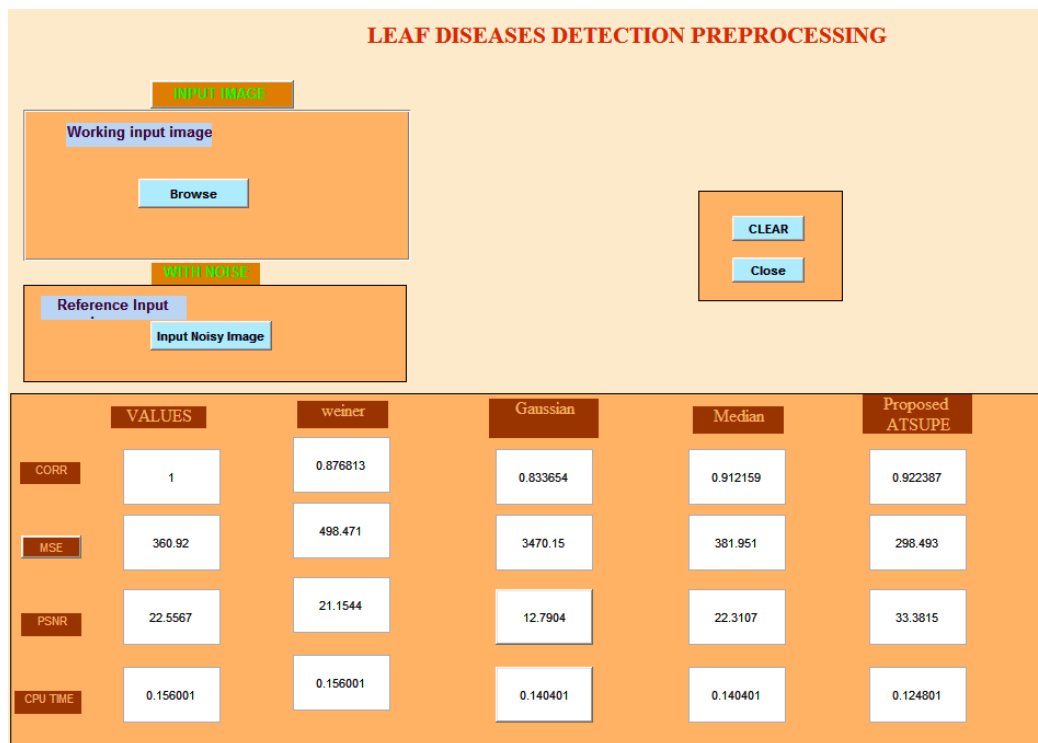 LEAF DISEASES DETECTION PREPROCESSING
INPUT IMAGE
Working input image
Browse
CLEAR
Close
WITH NOISE
Reference Input
Input Noisy Image
VALUES weiner Gaussian Median Proposed
ATSUPE
CORR 1 0.876813 0.833654 0.912159 0.922387
MSE 360.92 498.471 3470.15 381.951 298.493
PSNR 22.5567 21.1544 12.7904 22.3107 33.3815
CPU TIME 0.156001 0.156001 0.140401 0.140401 0.124801